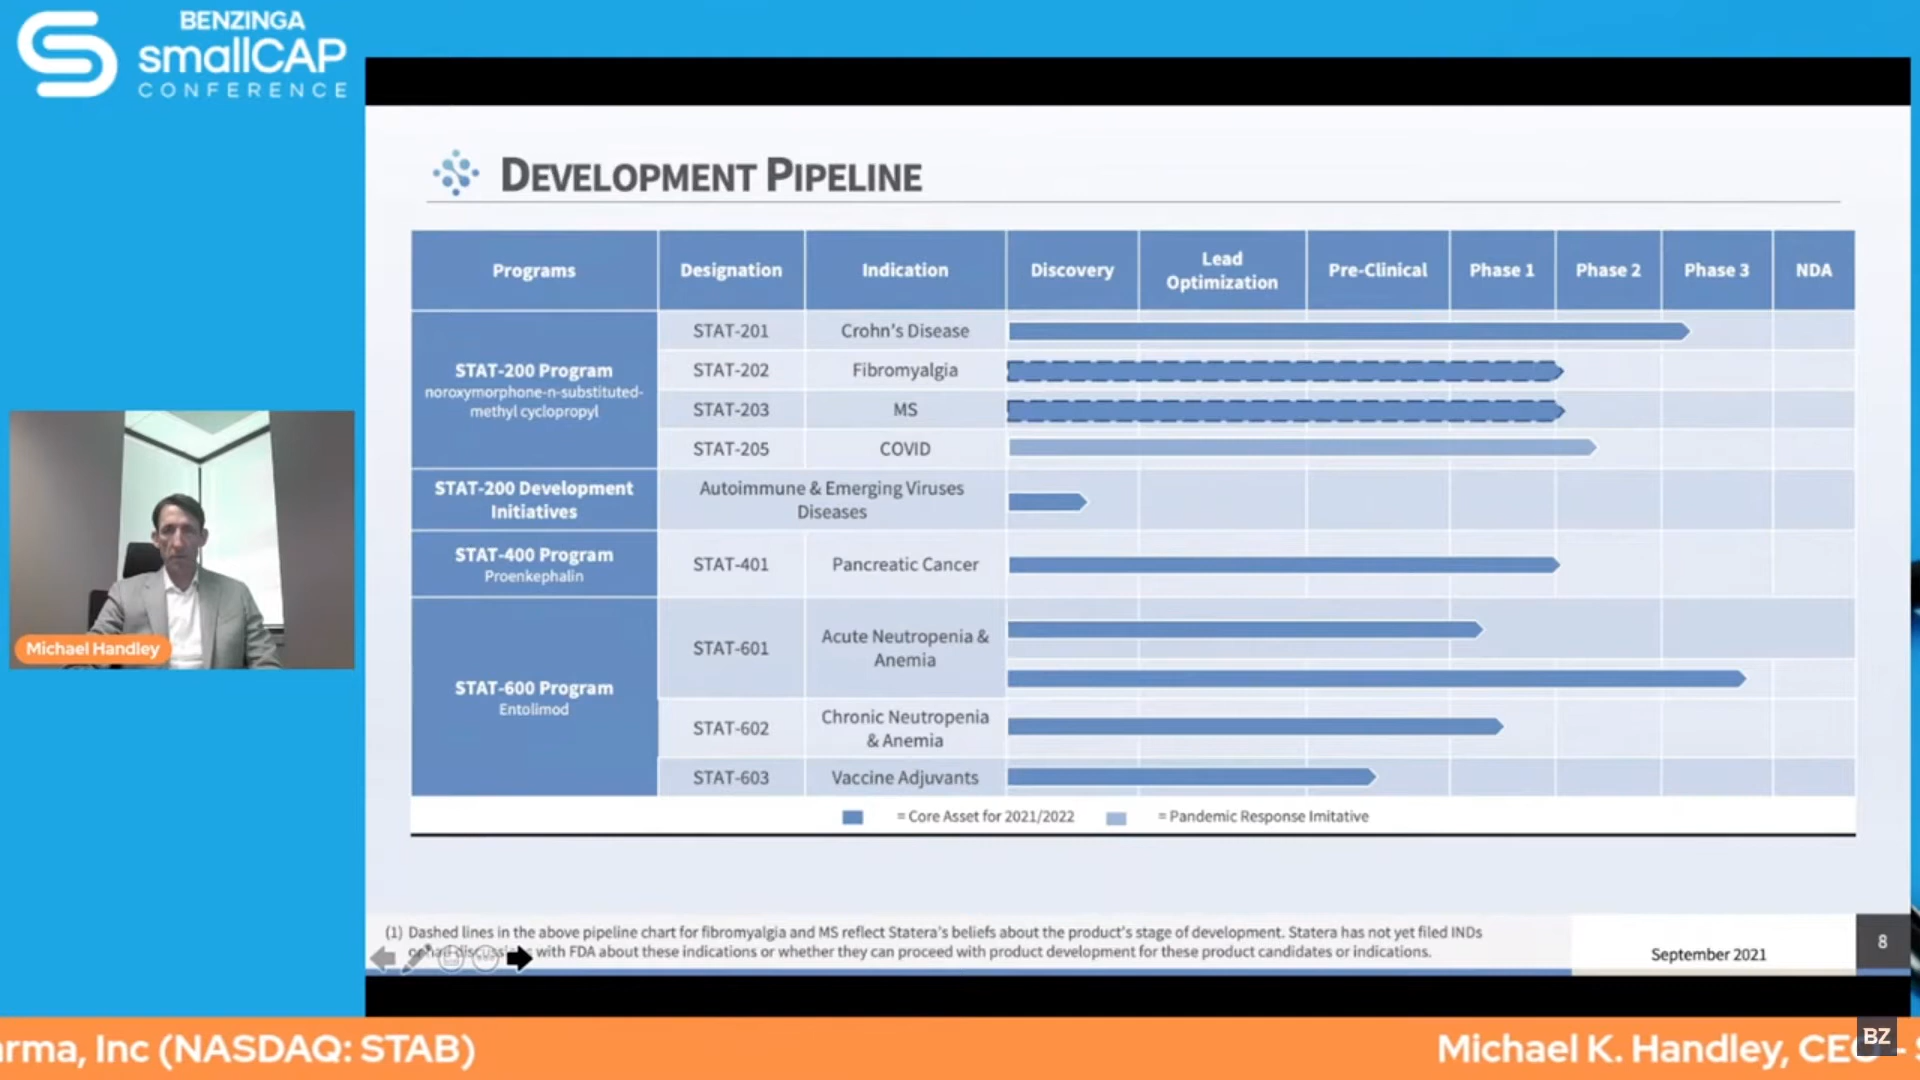 BENZINGA
smallCAP
CONFERENCE
DEVELOPMENT PIPELINE
Programs
Designation
Indication
Discovery
Lead
Optimization
Pre-Clinical
Phase 1
Phase 2
Phase 3
NDA
STAT-200 Program
noroxymorphone-n-substituted-
methyl cyclopropyl
STAT-201
Crohn's Disease
STAT-202
Fibromyalgia
STAT-203
MS
STAT-205
COVID
STAT-200 Development
Initiatives
Autoimmune & Emerging Viruses
Diseases
STAT-400 Program
Proenkephalin
STAT-401
Pancreatic Cancer
STAT-600 Program
Entolimod
STAT-601
Acute Neutropenia &
Anemia
STAT-602
Chronic Neutropenia
& Anemia
STAT-603
Vaccine Adjuvants
= Core Asset for 2021/2022
= Pandemic Response Imitative
Michael Handley
(1) Dashed lines in the above pipeline chart for fibromyalgia and MS reflect Statera's beliefs about the product's stage of development. Statera has not yet filed INDs
with FDA about these indications or whether they can proceed with product development for these product candidates or indications.
September 2021
8
arma, Inc (NASDAQ: STAB)
Michael K. Handley, CEO - S
BZ